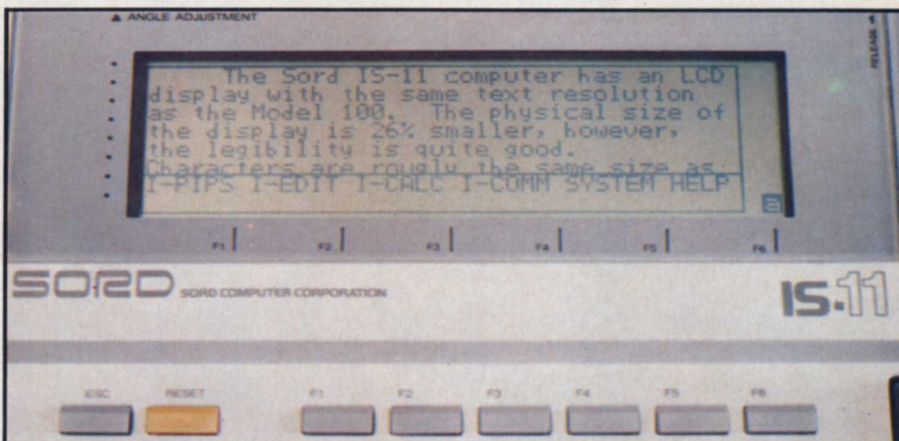 ▲ ANGLE ADJUSTMENT
RELEASE
The Sord IS-11 computer has an LCD
display with the same text resolution
as the Model 100. The physical size of
the display is 26% smaller, however,
the legibility is quite good.
Characters are rougly the same size as
I-PIPS I-EDIT I-CALC I-COMM SYSTEM HELP
F1 F2 F3 F4 F5 F6
SORD SORD COMPUTER CORPORATION
IS-11
ESC RESET F1 F2 F3 F4 F5 F6